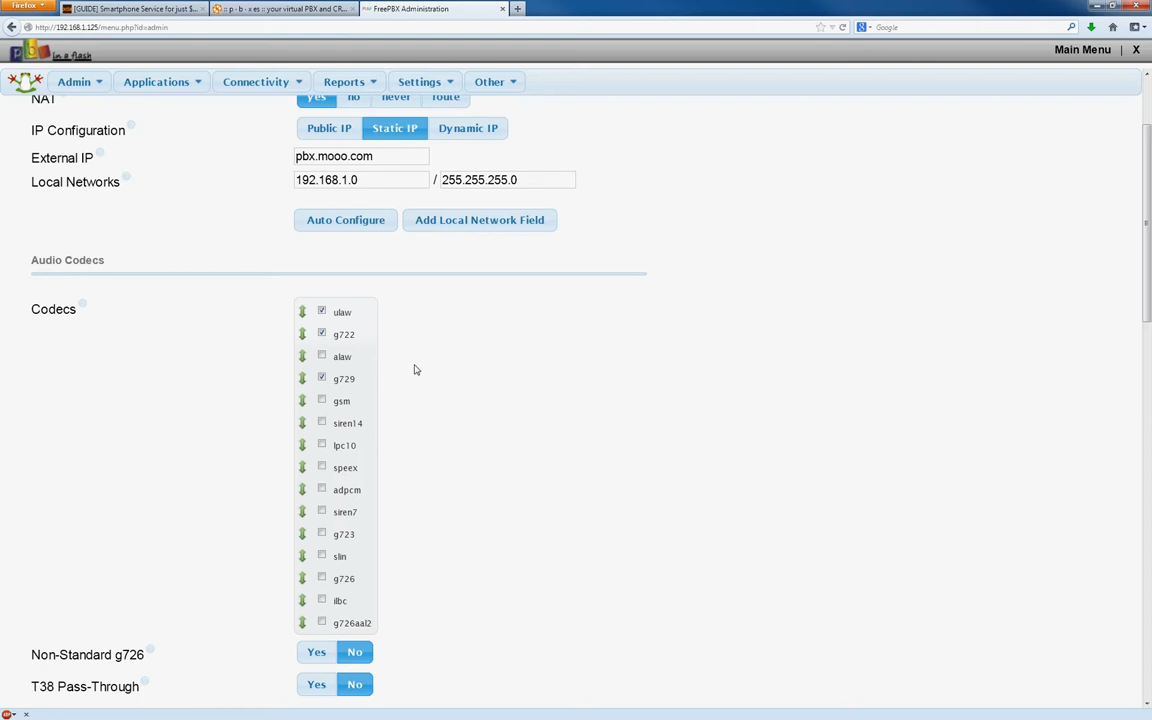 Firefox
[GUIDE] Smartphone Service for just $...
:: p - b - x es :: your virtual PBX and CR...
FreePBX Administration
http://192.168.1.125/menu.php?id=admin
Google
pbx in a flash
Main Menu | X
Admin
Applications
Connectivity
Reports
Settings
Other
NAT
yes no never route
IP Configuration
Public IP Static IP Dynamic IP
External IP
pbx.mooo.com
Local Networks
192.168.1.0 / 255.255.255.0
Auto Configure Add Local Network Field
Audio Codecs
Codecs
ulaw
g722
alaw
g729
gsm
siren14
lpc10
speex
adpcm
siren7
g723
slin
g726
ilbc
g726aal2
Non-Standard g726
Yes No
T38 Pass-Through
Yes No